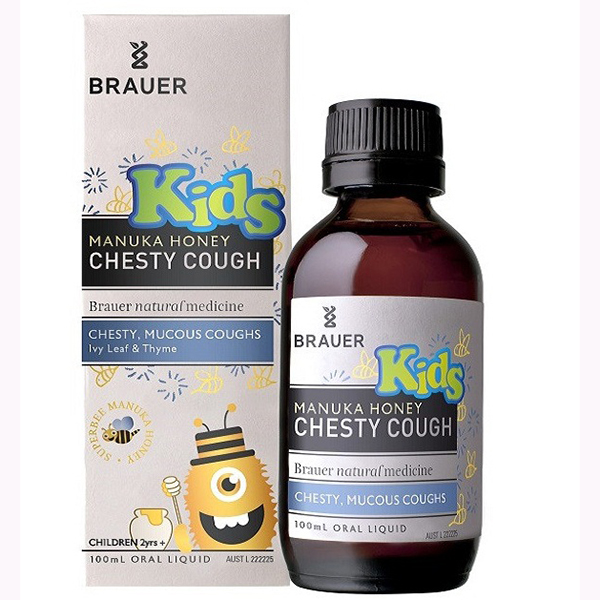 BRAUER
Kids
MANUKA HONEY
CHESTY COUGH
Brauer natural medicine
CHESTY, MUCOUS COUGHS
Ivy Leaf & Thyme
SUPERBEE MANUKA HONEY
CHILDREN 2yrs +
100mL ORAL LIQUID AUST L 222225
BRAUER
Kids
MANUKA HONEY
CHESTY COUGH
Brauer natural medicine
CHESTY, MUCOUS COUGHS
100mL ORAL LIQUID AUST L 222225